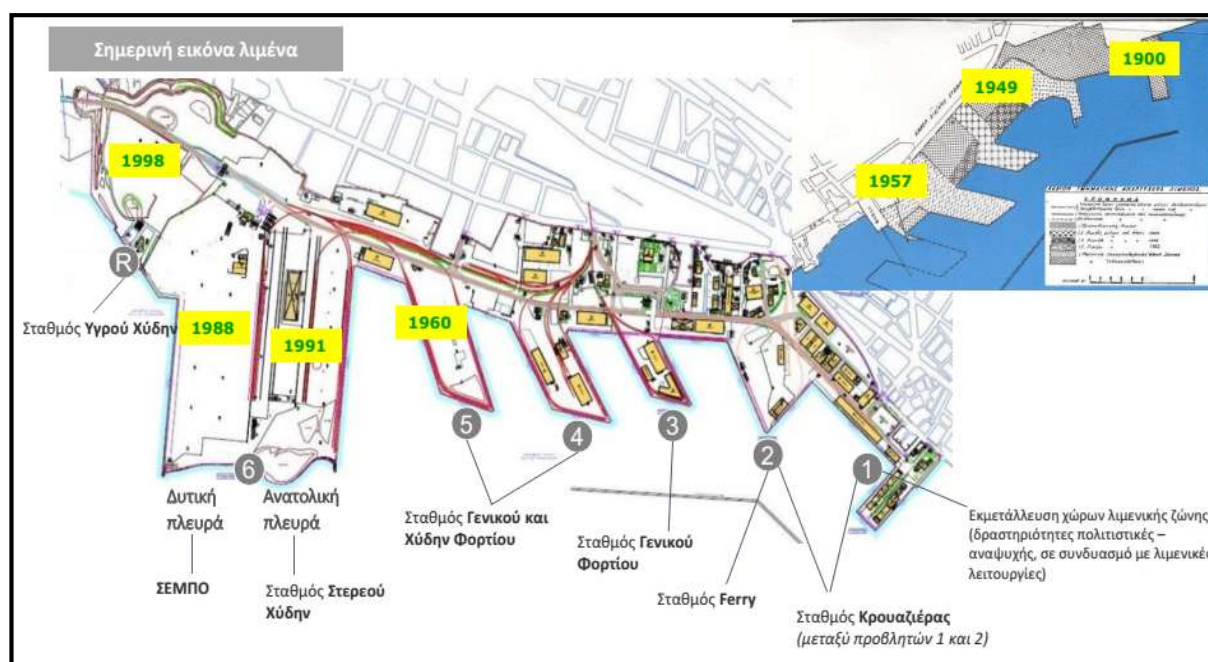 Σημερινή εικόνα λιμένα
1900
1949
1957
1998
R
Σταθμός Υγρού Χύδην
1988
1991
1960
6
5
4
3
2
1
Δυτική
πλευρά
ΣΕΜΠΟ
Ανατολική
πλευρά
Σταθμός Στερεού
Χύδην
Σταθμός Γενικού και
Χύδην Φορτίου
Σταθμός Γενικού
Φορτίου
Σταθμός Ferry
Σταθμός Κρουαζιέρας
(μεταξύ προβλητών 1 και 2)
Εκμετάλλευση χώρων λιμενικής ζώνης
(δραστηριότητες πολιτιστικές –
αναψυχής, σε συνδυασμό με λιμενικές
λειτουργίες)